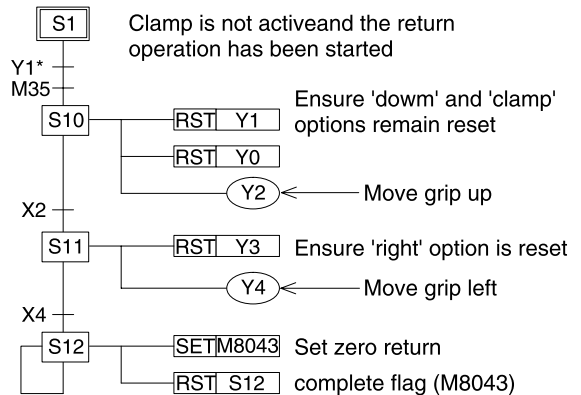 S1
Clamp is not activeand the return
operation has been started
Y1*
M35
S10
RST Y1
Ensure 'dowm' and 'clamp'
options remain reset
RST Y0
Y2
Move grip up
X2
S11
RST Y3
Ensure 'right' option is reset
Y4
Move grip left
X4
S12
SET M8043
Set zero return
RST S12
complete flag (M8043)